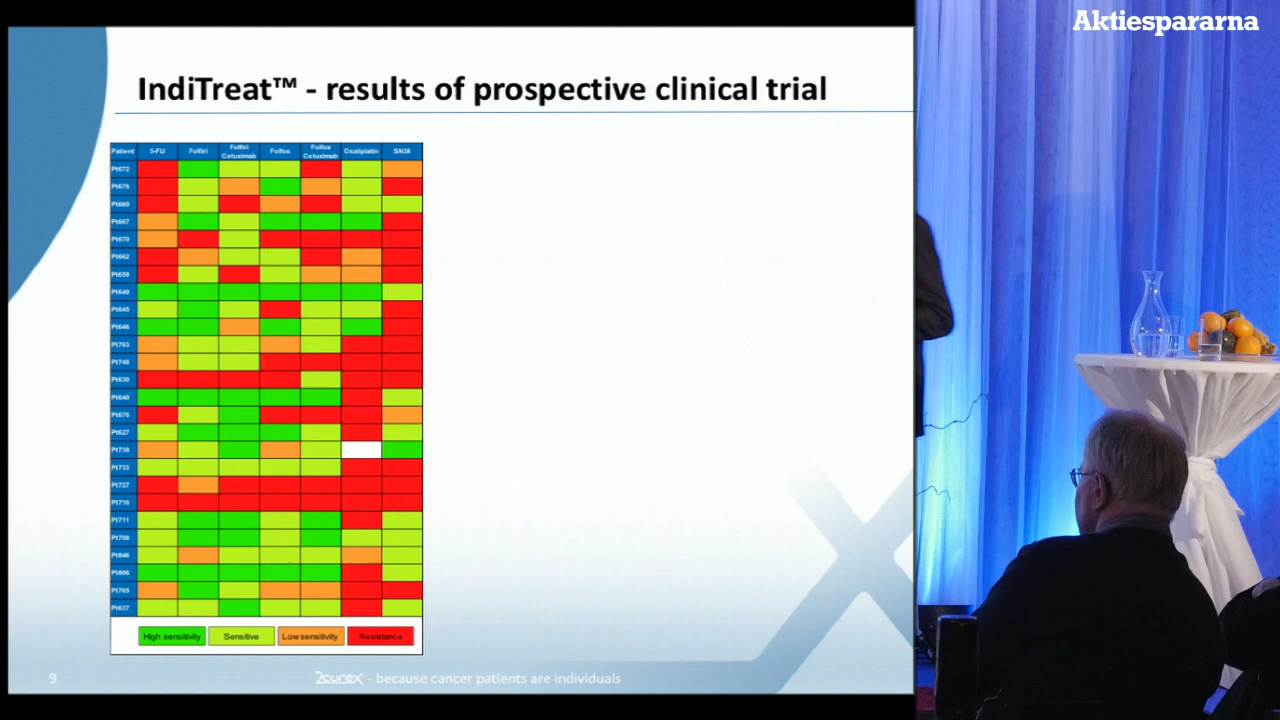 Aktiespararna
IndiTreat™ - results of prospective clinical trial
Patient 5-FU Folfiri Folfiri Cetuximab Folfox Folfox Cetuximab Oxaliplatin SN38
Pt672
Pt676
Pt669
Pt667
Pt670
Pt662
Pt659
Pt640
Pt645
Pt646
Pt763
Pt748
Pt630
Pt649
Pt676
Pt627
Pt738
Pt733
Pt727
Pt716
Pt711
Pt708
Pt846
Pt806
Pt765
Pt637
High sensitivity Sensitive Low sensitivity Resistance
9
2cureX - because cancer patients are individuals